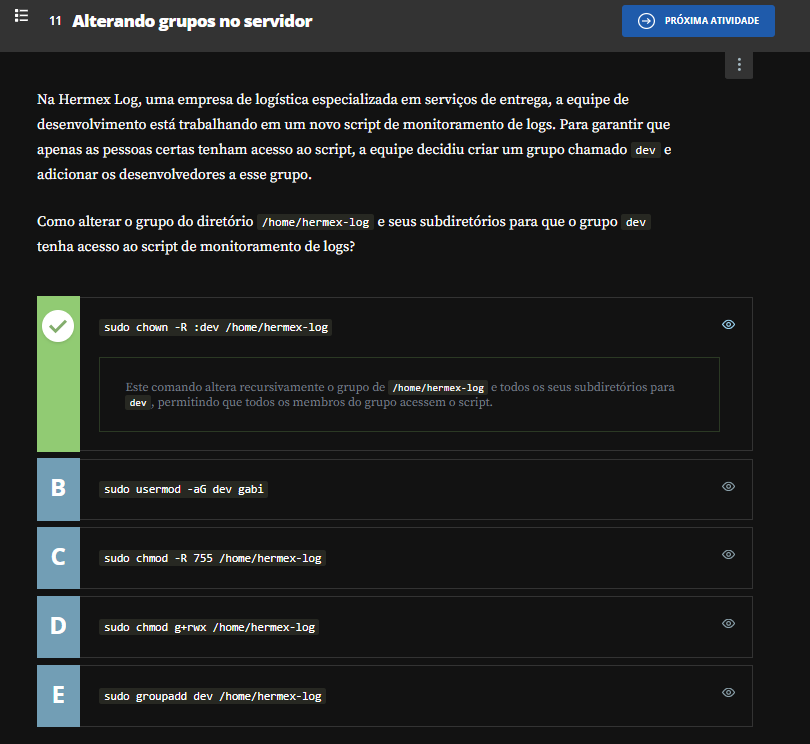 11 Alterando grupos no servidor
PRÓXIMA ATIVIDADE
Na Hermex Log, uma empresa de logística especializada em serviços de entrega, a equipe de
desenvolvimento está trabalhando em um novo script de monitoramento de logs. Para garantir que
apenas as pessoas certas tenham acesso ao script, a equipe decidiu criar um grupo chamado dev e
adicionar os desenvolvedores a esse grupo.
Como alterar o grupo do diretório /home/hermex-log e seus subdiretórios para que o grupo dev
tenha acesso ao script de monitoramento de logs?
sudo chown -R :dev /home/hermex-log
Este comando altera recursivamente o grupo de /home/hermex-log e todos os seus subdiretórios para
dev, permitindo que todos os membros do grupo acessem o script.
B sudo usermod -aG dev gabi
C sudo chmod -R 755 /home/hermex-log
D sudo chmod g+rwx /home/hermex-log
E sudo groupadd dev /home/hermex-log